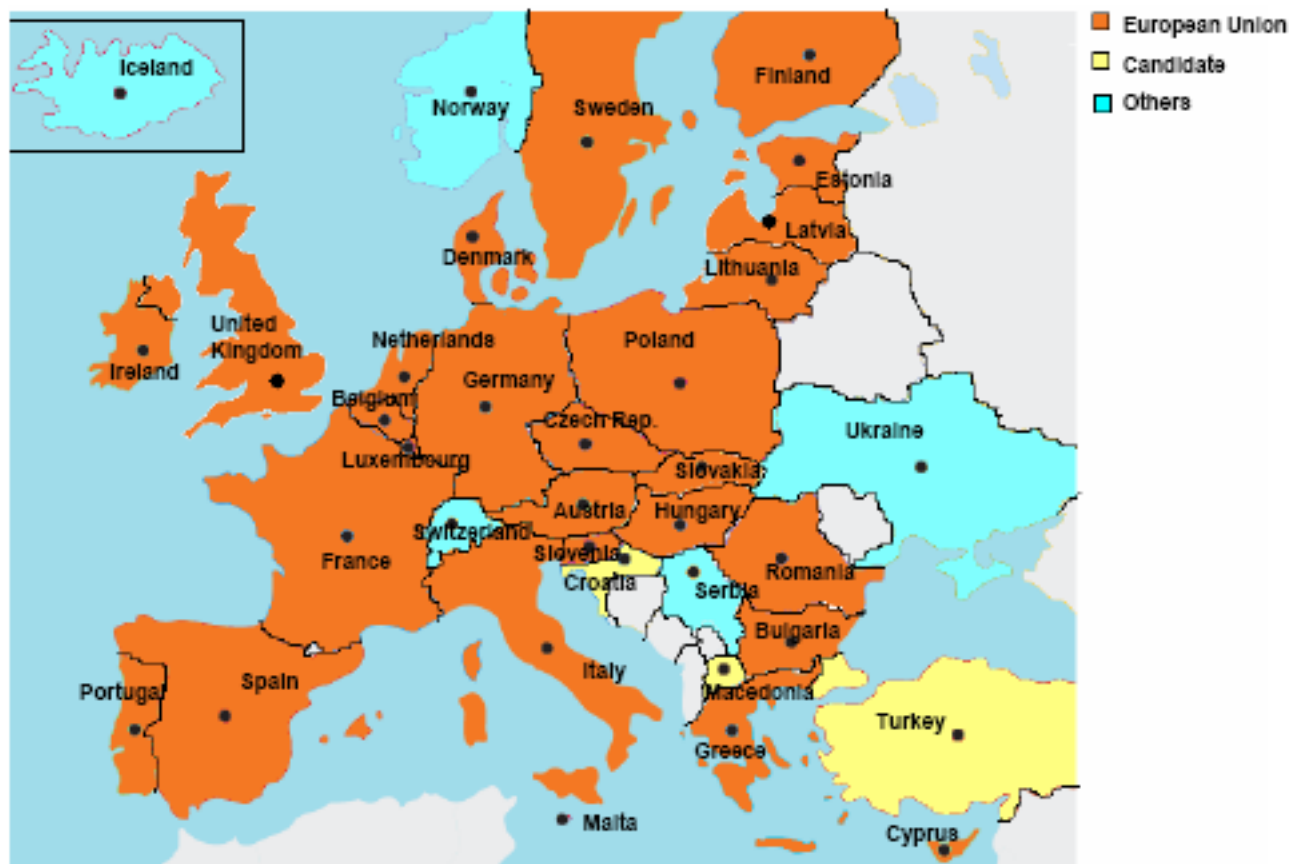 European Union
Candidate
Others
Iceland
Norway
Sweden
Finland
Estonia
Latvia
Lithuania
Denmark
United
Kingdom
Ireland
Netherlands
Belgium
Luxembourg
Germany
Poland
Czech Rep.
Slovakia
Ukraine
Austria
Hungary
Switzerland
France
Slovenia
Croatia
Serbia
Romania
Bulgaria
Italy
Macedonia
Portugal
Spain
Greece
Turkey
Malta
Cyprus